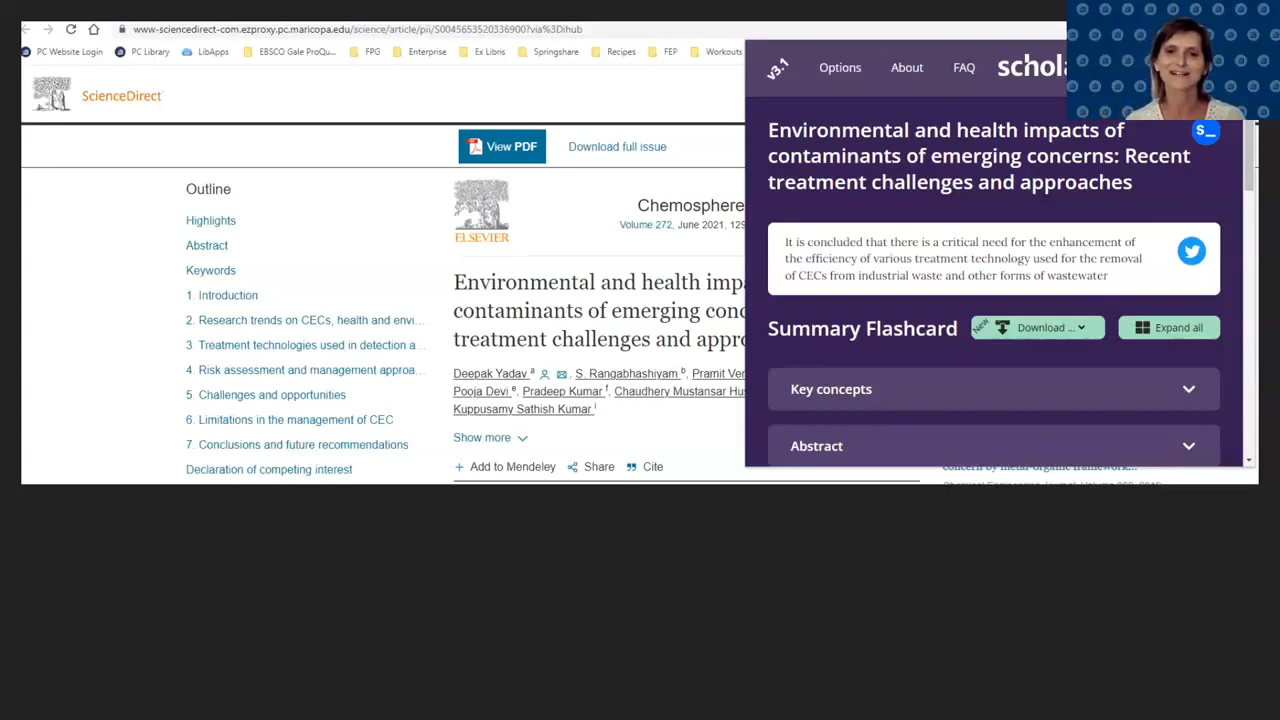 www-sciencedirect-com.ezproxy.pc.maricopa.edu/science/article/pii/S0045653520336900?via%3Dihub
PC Website Login PC Library LibApps EBSCO Gale ProQu... FPG Enterprise Ex Libris Springshare Recipes FEP Workouts
ScienceDirect
View PDF Download full issue
Outline
Highlights
Abstract
Keywords
1. Introduction
2. Research trends on CECs, health and envi...
3 Treatment technologies used in detection a...
4. Risk assessment and management approa...
5. Challenges and opportunities
6. Limitations in the management of CEC
7. Conclusions and future recommendations
Declaration of competing interest
ELSEVIER
Chemosphere
Volume 272, June 2021, 129
Environmental and health imp
contaminants of emerging conc
treatment challenges and appro
Deepak Yadav a, S. Rangabhashiyam b, Pramit Ver
Pooja Devi e, Pradeep Kumar f, Chaudhery Mustansar Hus
Kuppusamy Sathish Kumar i
Show more
+ Add to Mendeley Share Cite
v3.1 Options About FAQ schola
Environmental and health impacts of
contaminants of emerging concerns: Recent
treatment challenges and approaches
S_
It is concluded that there is a critical need for the enhancement of
the efficiency of various treatment technology used for the removal
of CECs from industrial waste and other forms of wastewater
Summary Flashcard New Download ... Expand all
Key concepts
Abstract